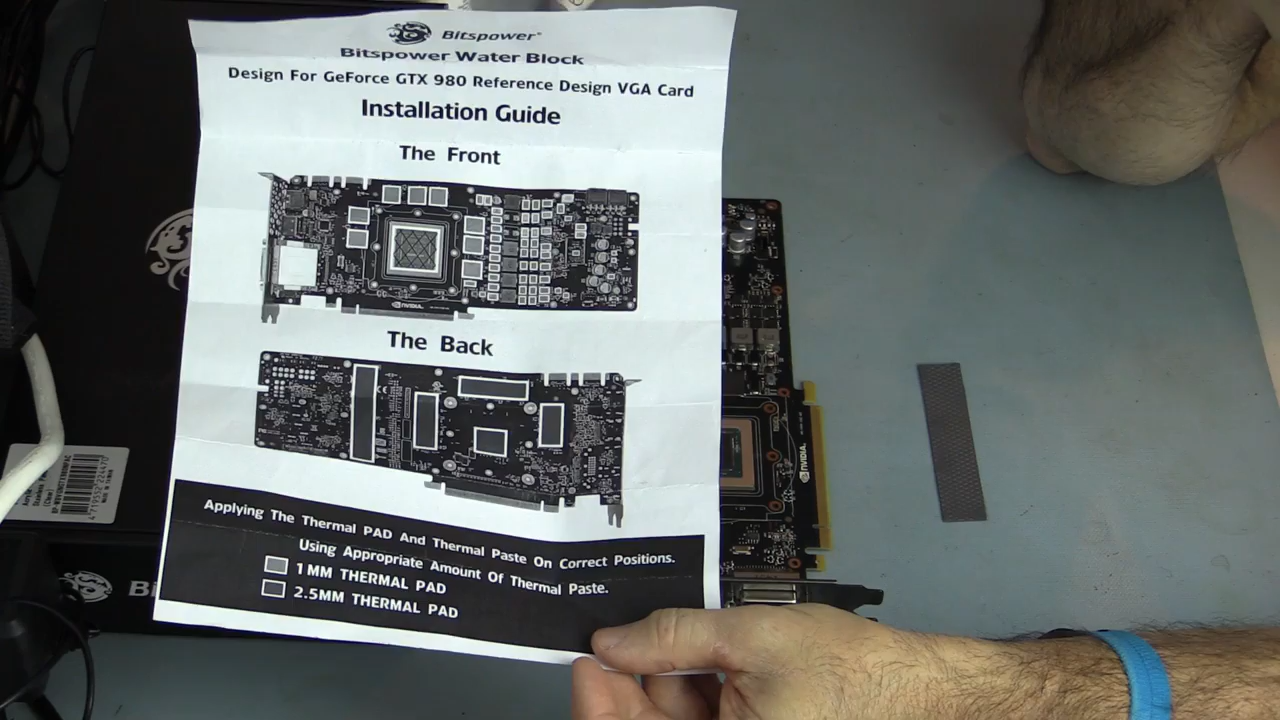 Bitspower®
Bitspower Water Block
Design For GeForce GTX 980 Reference Design VGA Card
Installation Guide
The Front
NVIDIA.
The Back
Applying The Thermal PAD And Thermal Paste On Correct Positions.
Using Appropriate Amount Of Thermal Paste.
1MM THERMAL PAD
2.5MM THERMAL PAD
NVIDIA.